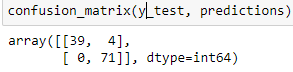 confusion_matrix(y_test, predictions)
array([[39,  4],
       [ 0, 71]], dtype=int64)